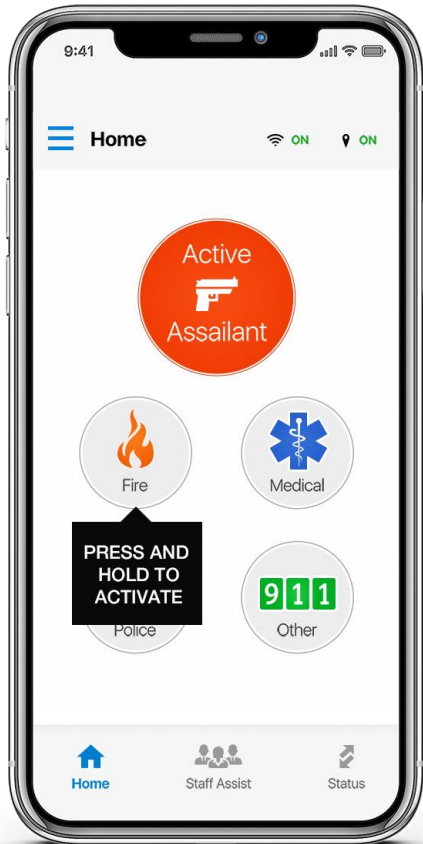 9:41
Home
ON
ON
Active
Assailant
Fire
Medical
PRESS AND
HOLD TO
ACTIVATE
911
Police
Other
Home
Staff Assist
Status